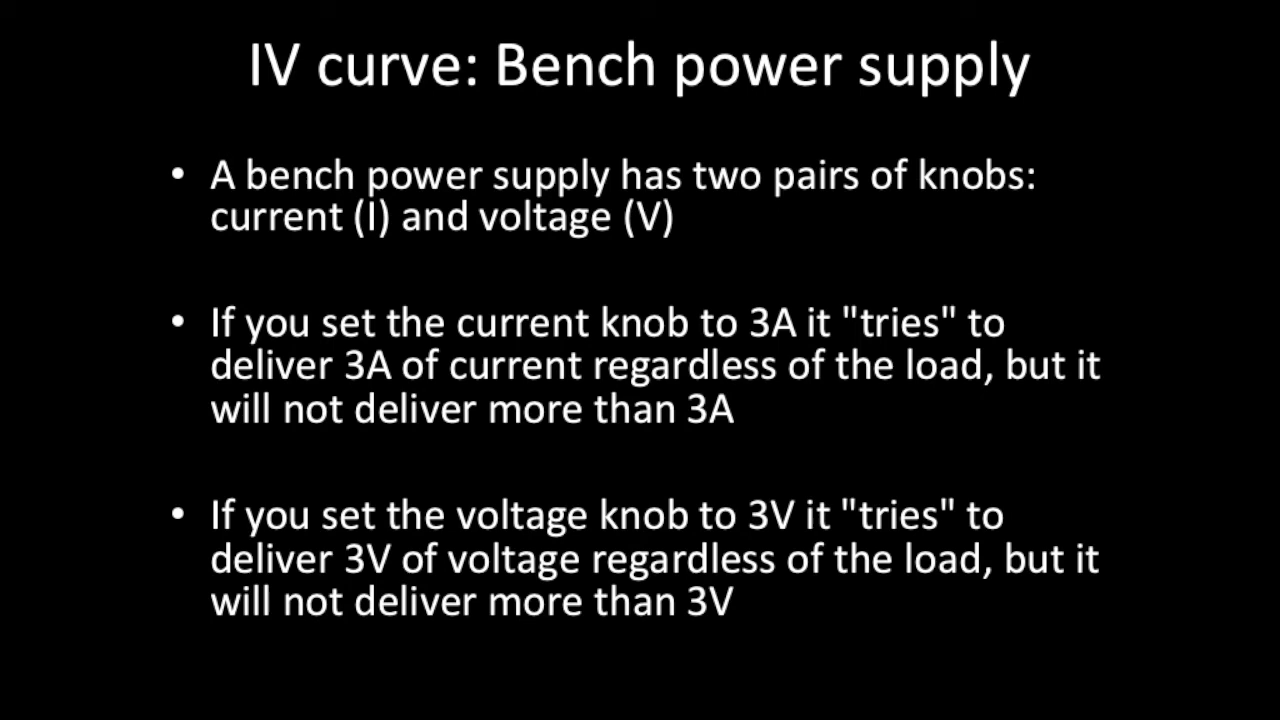 IV curve: Bench power supply
• A bench power supply has two pairs of knobs:
current (I) and voltage (V)
• If you set the current knob to 3A it "tries" to
deliver 3A of current regardless of the load, but it
will not deliver more than 3A
• If you set the voltage knob to 3V it "tries" to
deliver 3V of voltage regardless of the load, but it
will not deliver more than 3V